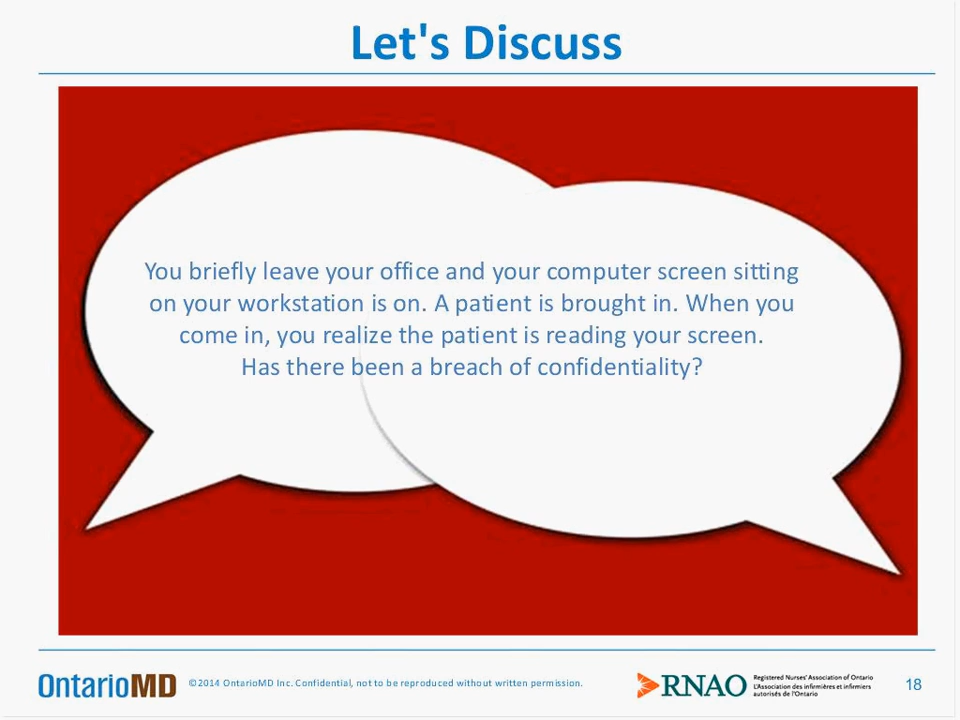 Let's Discuss
You briefly leave your office and your computer screen sitting
on your workstation is on. A patient is brought in. When you
come in, you realize the patient is reading your screen.
Has there been a breach of confidentiality?
OntarioMD
©2014 OntarioMD Inc. Confidential, not to be reproduced without written permission.
RNAO
Registered Nurses' Association of Ontario
L'Association des infirmières et infirmiers
autorisés de l'Ontario
18